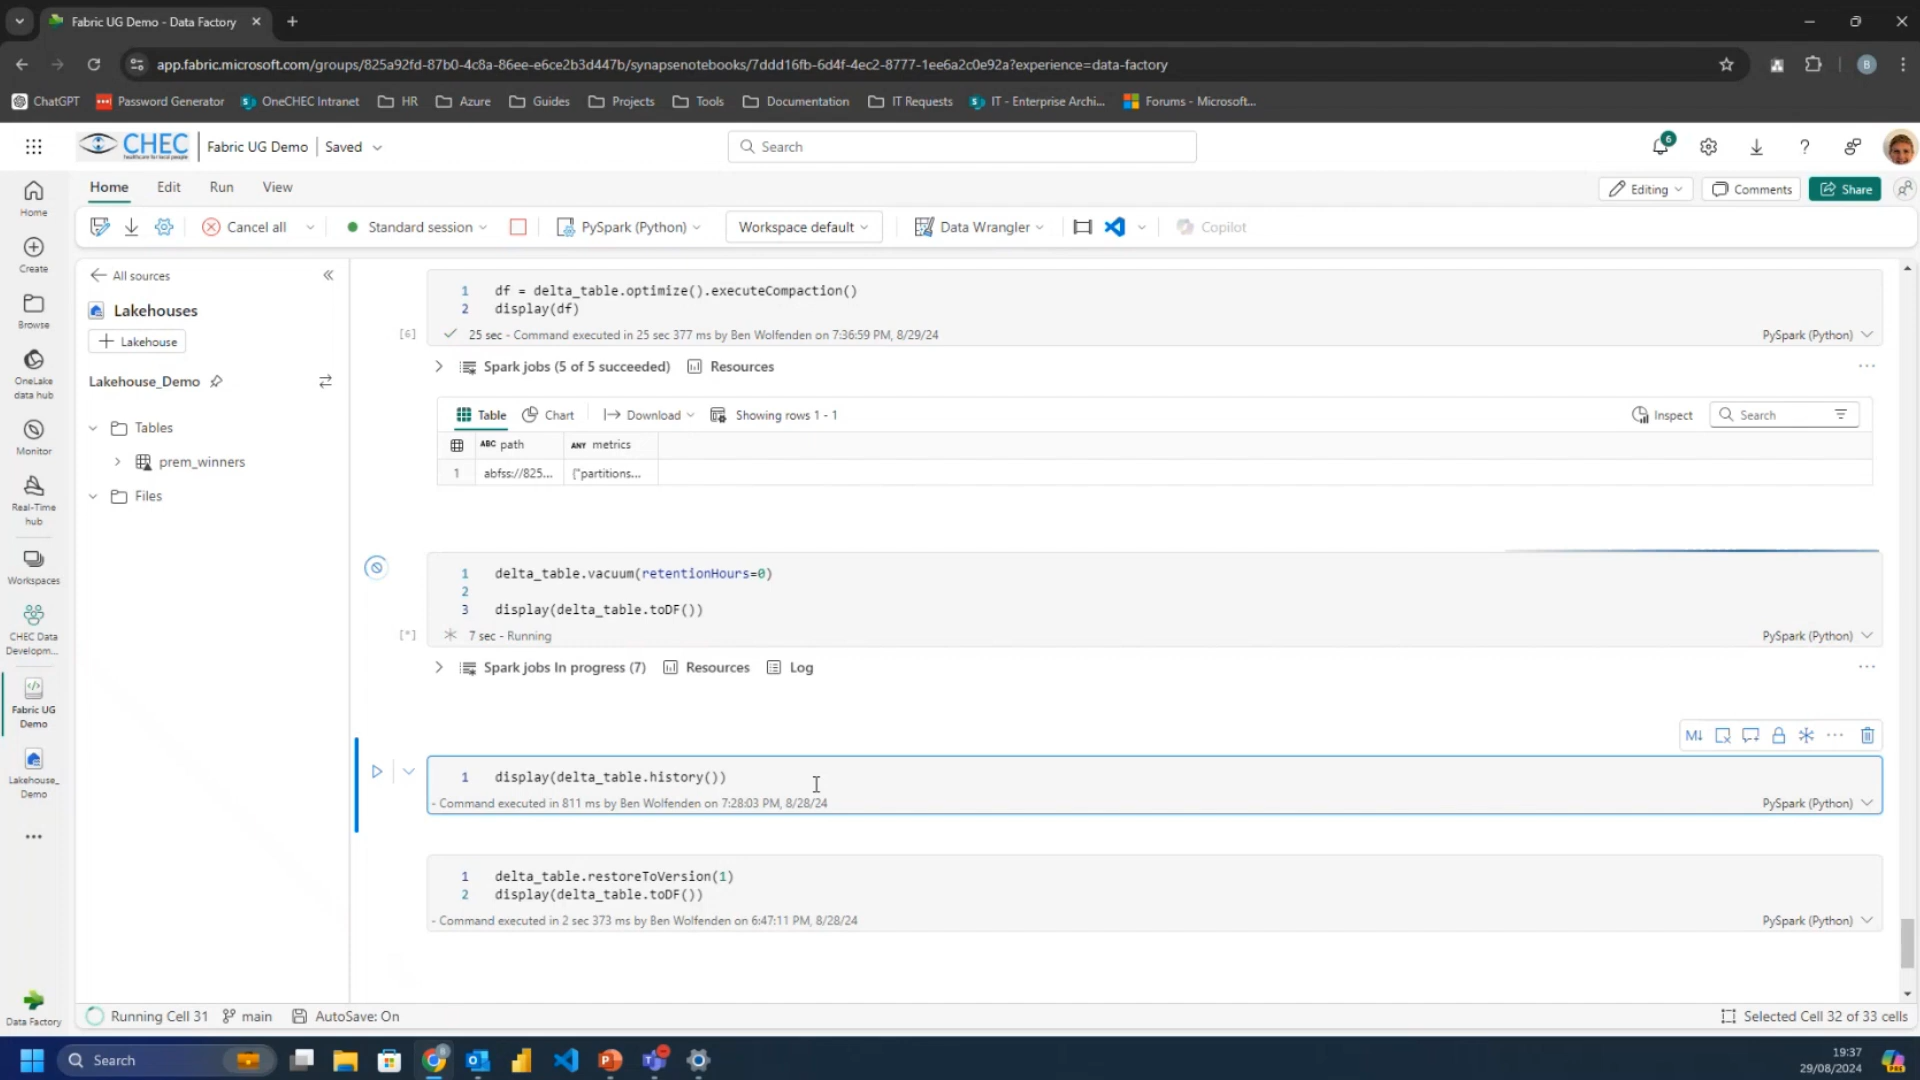 Fabric UG Demo - Data Factory
app.fabric.microsoft.com/groups/825a92fd-87b0-4c8a-86ee-e6ce2b3d447b/synapsenotebooks/7ddd16fb-6d4f-4ec2-8777-1ee6a2c0e92a?experience=data-factory
B
ChatGPT Password Generator OneCHEC Intranet HR Azure Guides Projects Tools Documentation IT Requests IT - Enterprise Archi... Forums - Microsoft...
CHEC
healthcare for local people
Fabric UG Demo Saved
Search
6
Home Edit Run View
Editing Comments Share
Cancel all Standard session PySpark (Python) Workspace default Data Wrangler Copilot
Home
Create
Browse
OneLake data hub
Monitor
Real-Time hub
Workspaces
CHEC Data Developm...
Fabric UG Demo
Lakehouse_ Demo
Data Factory
All sources
Lakehouses
Lakehouse
Lakehouse_Demo
Tables
prem_winners
Files
1 df = delta_table.optimize().executeCompaction()
2 display(df)
[6] 25 sec - Command executed in 25 sec 377 ms by Ben Wolfenden on 7:36:59 PM, 8/29/24 PySpark (Python)
Spark jobs (5 of 5 succeeded) Resources
Table Chart Download Showing rows 1 - 1 Inspect Search
ABC path ANY metrics
1 abfss://825... {"partitions...
1 delta_table.vacuum(retentionHours=0)
2
3 display(delta_table.toDF())
[*] 7 sec - Running PySpark (Python)
Spark jobs In progress (7) Resources Log
M↓
1 display(delta_table.history())
- Command executed in 811 ms by Ben Wolfenden on 7:28:03 PM, 8/28/24 PySpark (Python)
1 delta_table.restoreToVersion(1)
2 display(delta_table.toDF())
- Command executed in 2 sec 373 ms by Ben Wolfenden on 6:47:11 PM, 8/28/24 PySpark (Python)
Running Cell 31 main AutoSave: On Selected Cell 32 of 33 cells
Search
19:37
29/08/2024